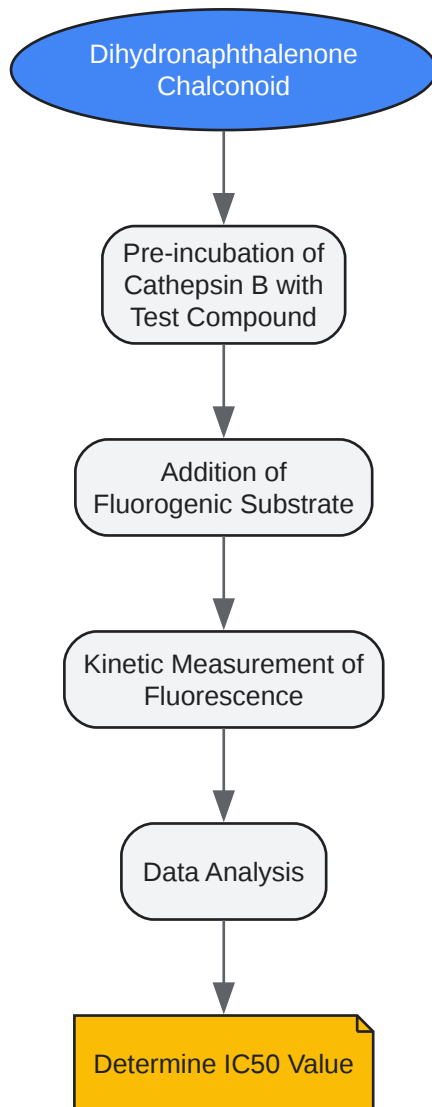 Dihydronaphthalenone
Chalconoid
Pre-incubation of
Cathepsin B with
Test Compound
Addition of
Fluorogenic Substrate
Kinetic Measurement of
Fluorescence
Data Analysis
Determine IC50 Value